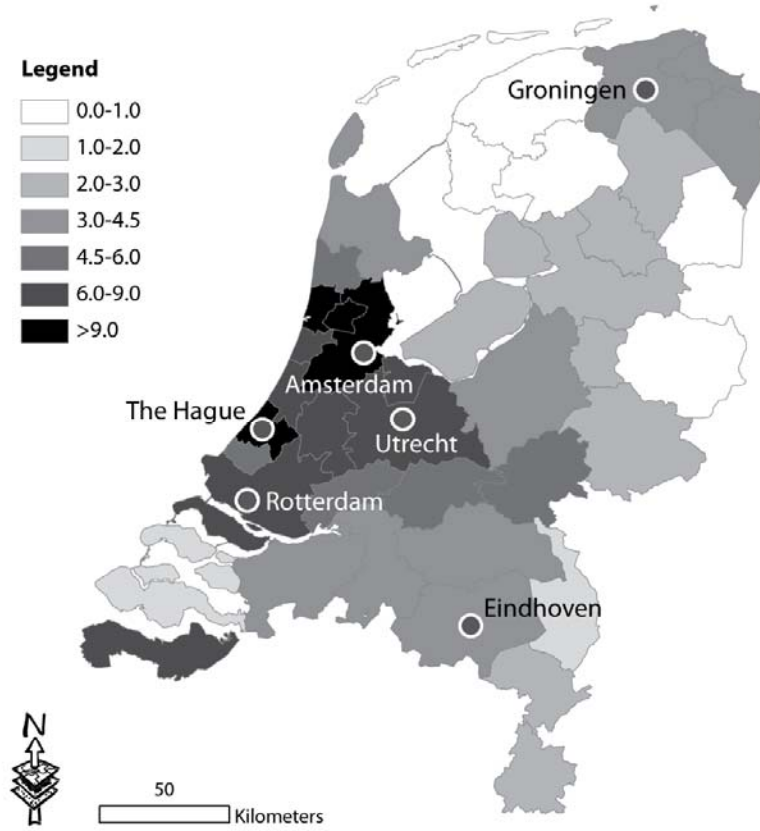 Legend
0.0-1.0
1.0-2.0
2.0-3.0
3.0-4.5
4.5-6.0
6.0-9.0
>9.0
Groningen
Amsterdam
The Hague
Utrecht
Rotterdam
Eindhoven
N
50
Kilometers